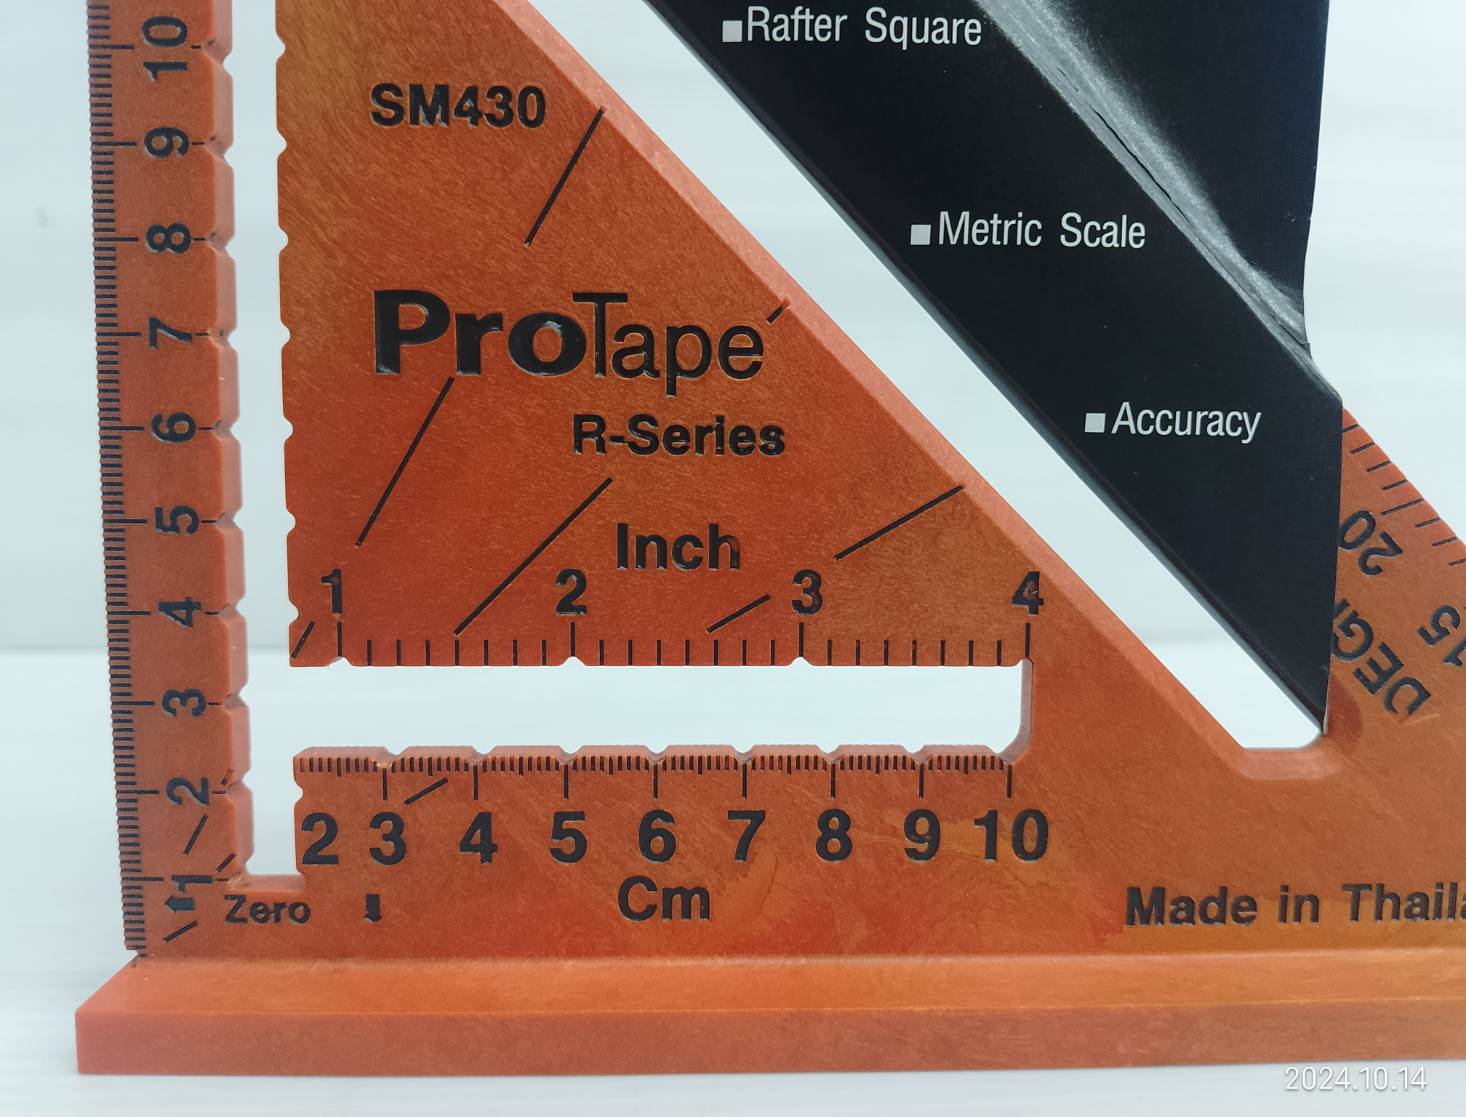 ■Rafter Square
■Metric Scale
■Accuracy
SM430
ProTape
R-Series
Inch
1 2 3 4
2 3 4 5 6 7 8 9 10
Cm
10
9
8
7
6
5
4
3
2
1
Zero
20
15
Made in
2024.10.14